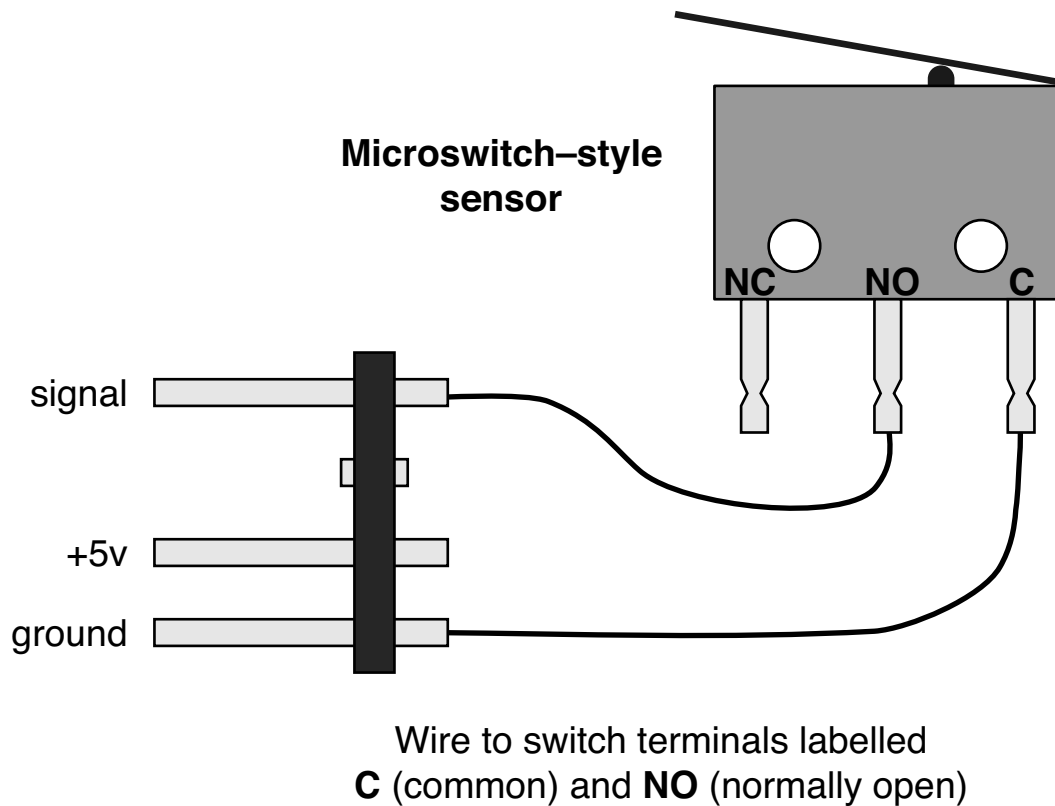 Microswitch–style
sensor
NC NO C
signal
+5v
ground
Wire to switch terminals labelled
C (common) and NO (normally open)